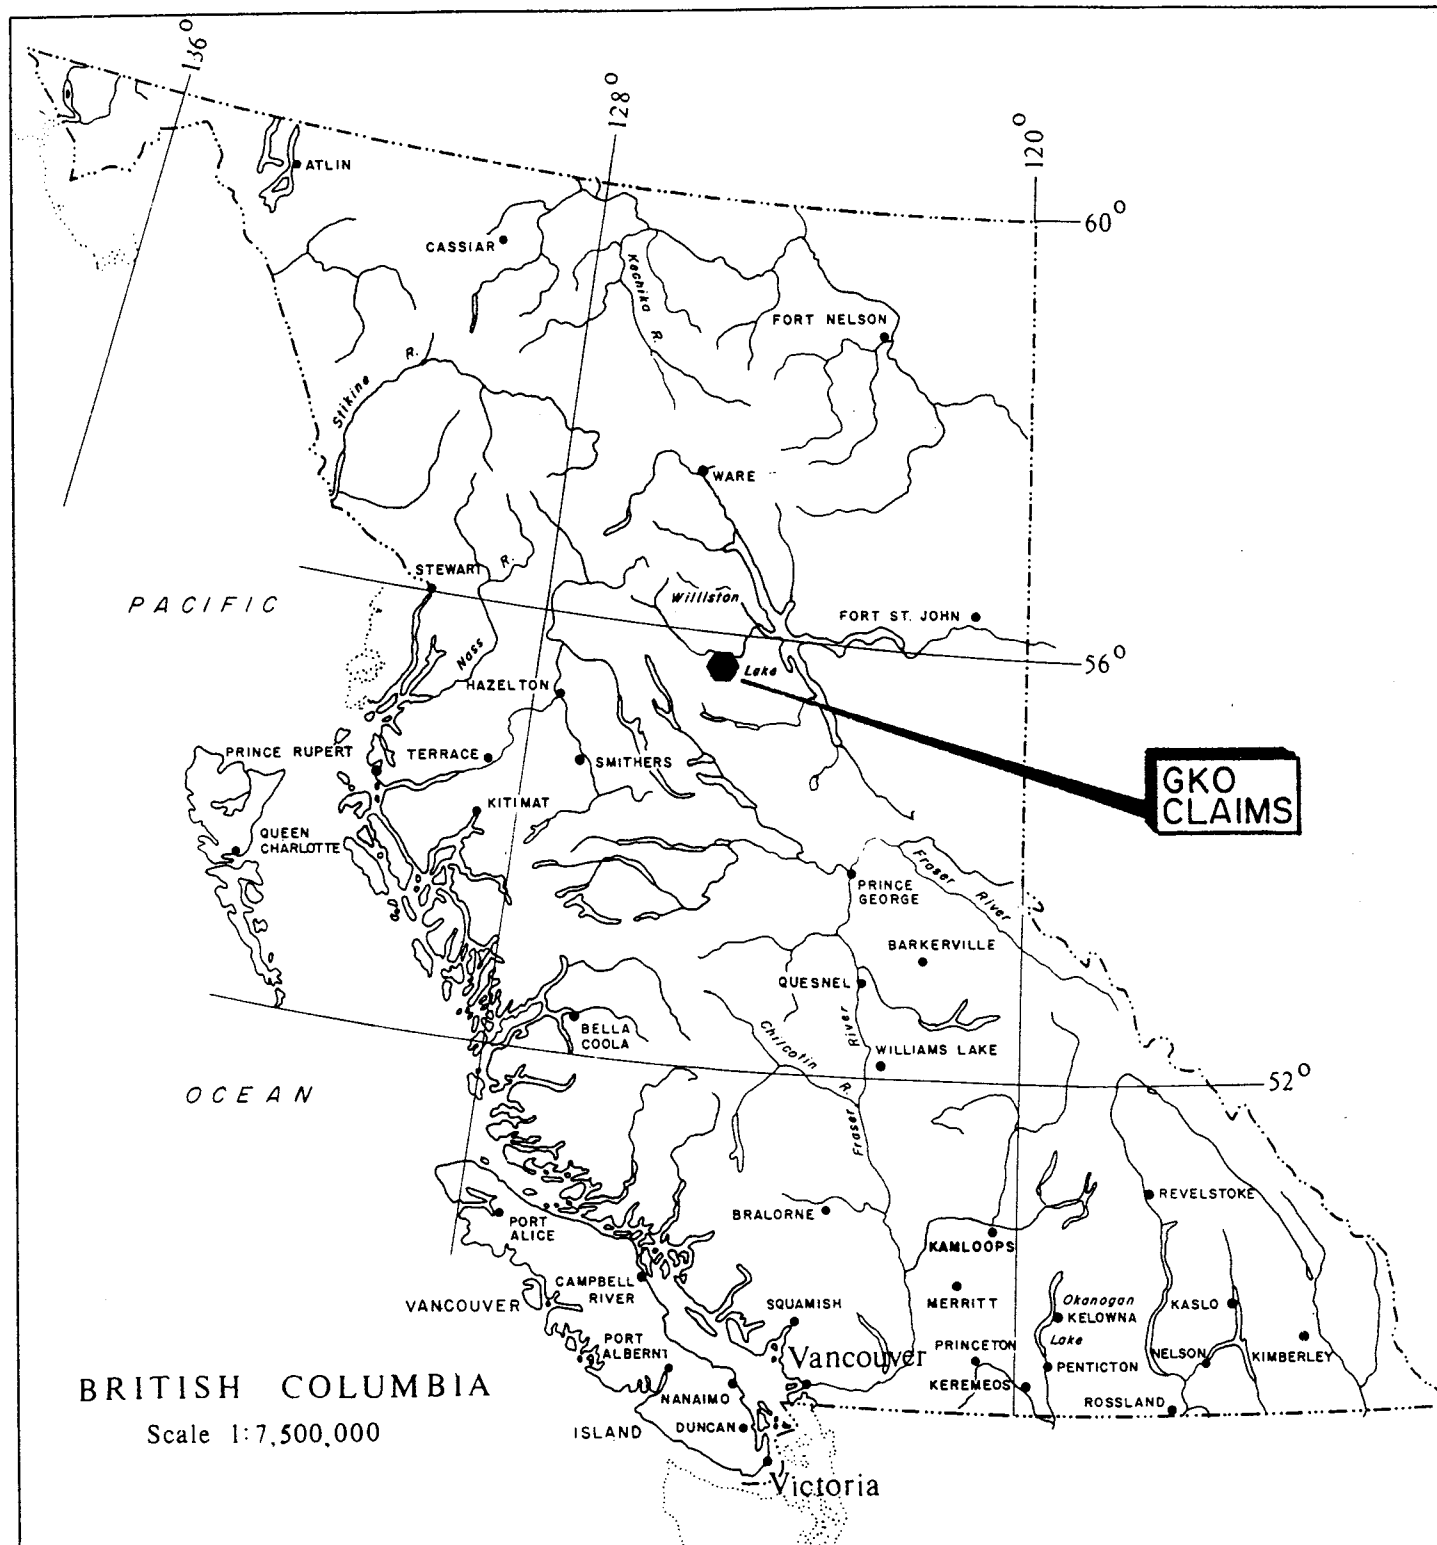 136°
128°
120°
ATLIN
60°
CASSIAR
Kechika R.
FORT NELSON
Stikine R.
WARE
STEWART
R.
PACIFIC
Williston
FORT ST. JOHN
Nass
56°
Lake
HAZELTON
PRINCE RUPERT
TERRACE
SMITHERS
GKO
CLAIMS
KITIMAT
QUEEN
CHARLOTTE
Fraser River
PRINCE
GEORGE
BARKERVILLE
QUESNEL
BELLA
COOLA
Chilcotin R.
River
WILLIAMS LAKE
OCEAN
52°
Fraser
REVELSTOKE
PORT
ALICE
BRALORNE
KAMLOOPS
CAMPBELL
RIVER
VANCOUVER
SQUAMISH
MERRITT
Okanogan
KELOWNA
KASLO
PORT
ALBERNI
Lake
PRINCETON
NELSON
KIMBERLEY
Vancouver
PENTICTON
BRITISH COLUMBIA
NANAIMO
KEREMEOS
ROSSLAND
Scale 1:7,500,000
ISLAND
DUNCAN
Victoria